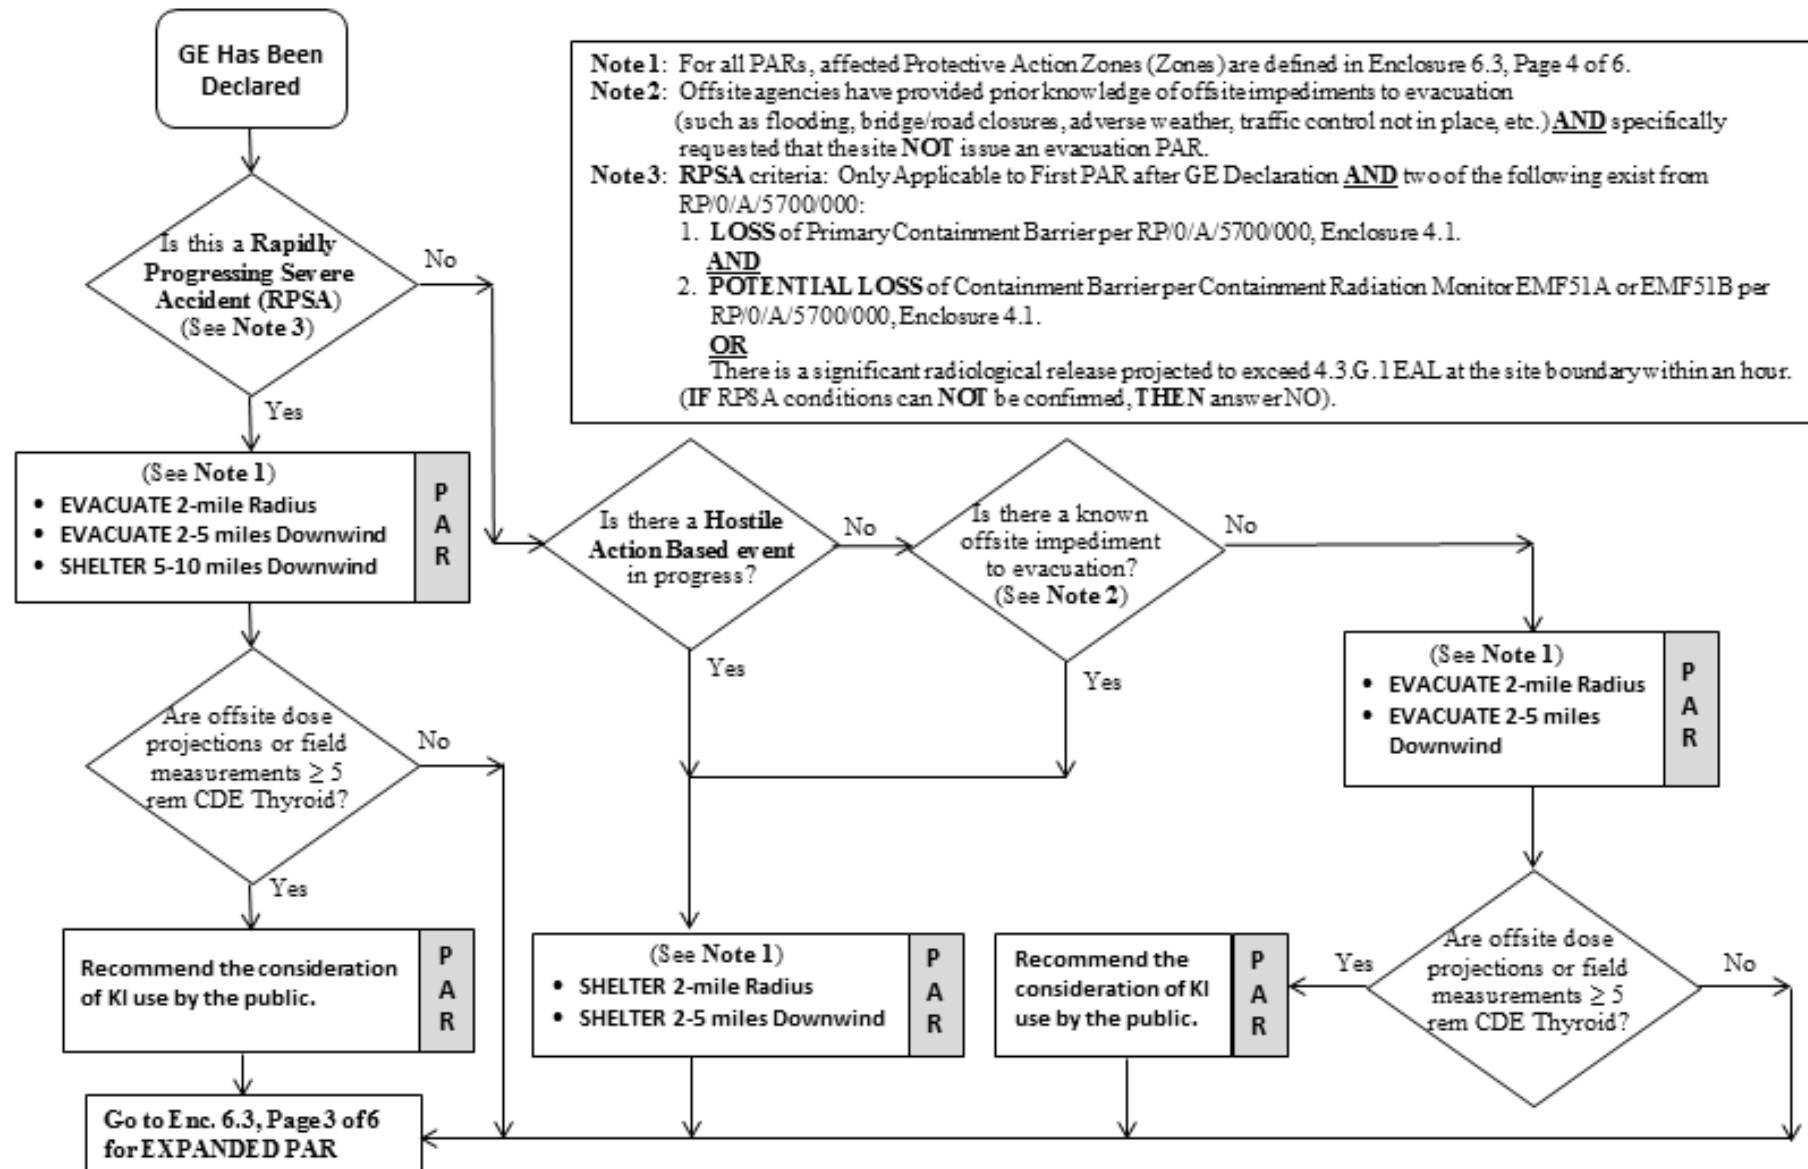 GE Has Been
Declared
Note 1: For all PARs, affected Protective Action Zones (Zones) are defined in Enclosure 6.3, Page 4 of 6.
Note 2: Offsite agencies have provided prior knowledge of offsite impediments to evacuation
(such as flooding, bridge/road closures, adverse weather, traffic control not in place, etc.) AND specifically
requested that the site NOT issue an evacuation PAR.
Note 3: RPSA criteria: Only Applicable to First PAR after GE Declaration AND two of the following exist from
RP/0/A/5700/000:
1. LOSS of Primary Containment Barrier per RP/0/A/5700/000, Enclosure 4.1.
AND
2. POTENTIAL LOSS of Containment Barrier per Containment Radiation Monitor EMF51A or EMF51B per
RP/0/A/5700/000, Enclosure 4.1.
OR
There is a significant radiological release projected to exceed 4.3.G.1 EAL at the site boundary within an hour.
(IF RPSA conditions can NOT be confirmed, THEN answer NO).
Is this a Rapidly
Progressing Severe
Accident (RPSA)
(See Note 3)
No
Yes
(See Note 1)
• EVACUATE 2-mile Radius
• EVACUATE 2-5 miles Downwind
• SHELTER 5-10 miles Downwind
P
A
R
Is there a Hostile
Action Based event
in progress?
No
Yes
Is there a known
offsite impediment
to evacuation?
(See Note 2)
No
Yes
(See Note 1)
• EVACUATE 2-mile Radius
• EVACUATE 2-5 miles
Downwind
P
A
R
Are offsite dose
projections or field
measurements ≥ 5
rem CDE Thyroid?
No
Yes
Recommend the consideration
of KI use by the public.
P
A
R
(See Note 1)
• SHELTER 2-mile Radius
• SHELTER 2-5 miles Downwind
P
A
R
Recommend the
consideration of KI
use by the public.
P
A
R
Yes
Are offsite dose
projections or field
measurements ≥ 5
rem CDE Thyroid?
No
Go to Enc. 6.3, Page 3 of 6
for EXPANDED PAR